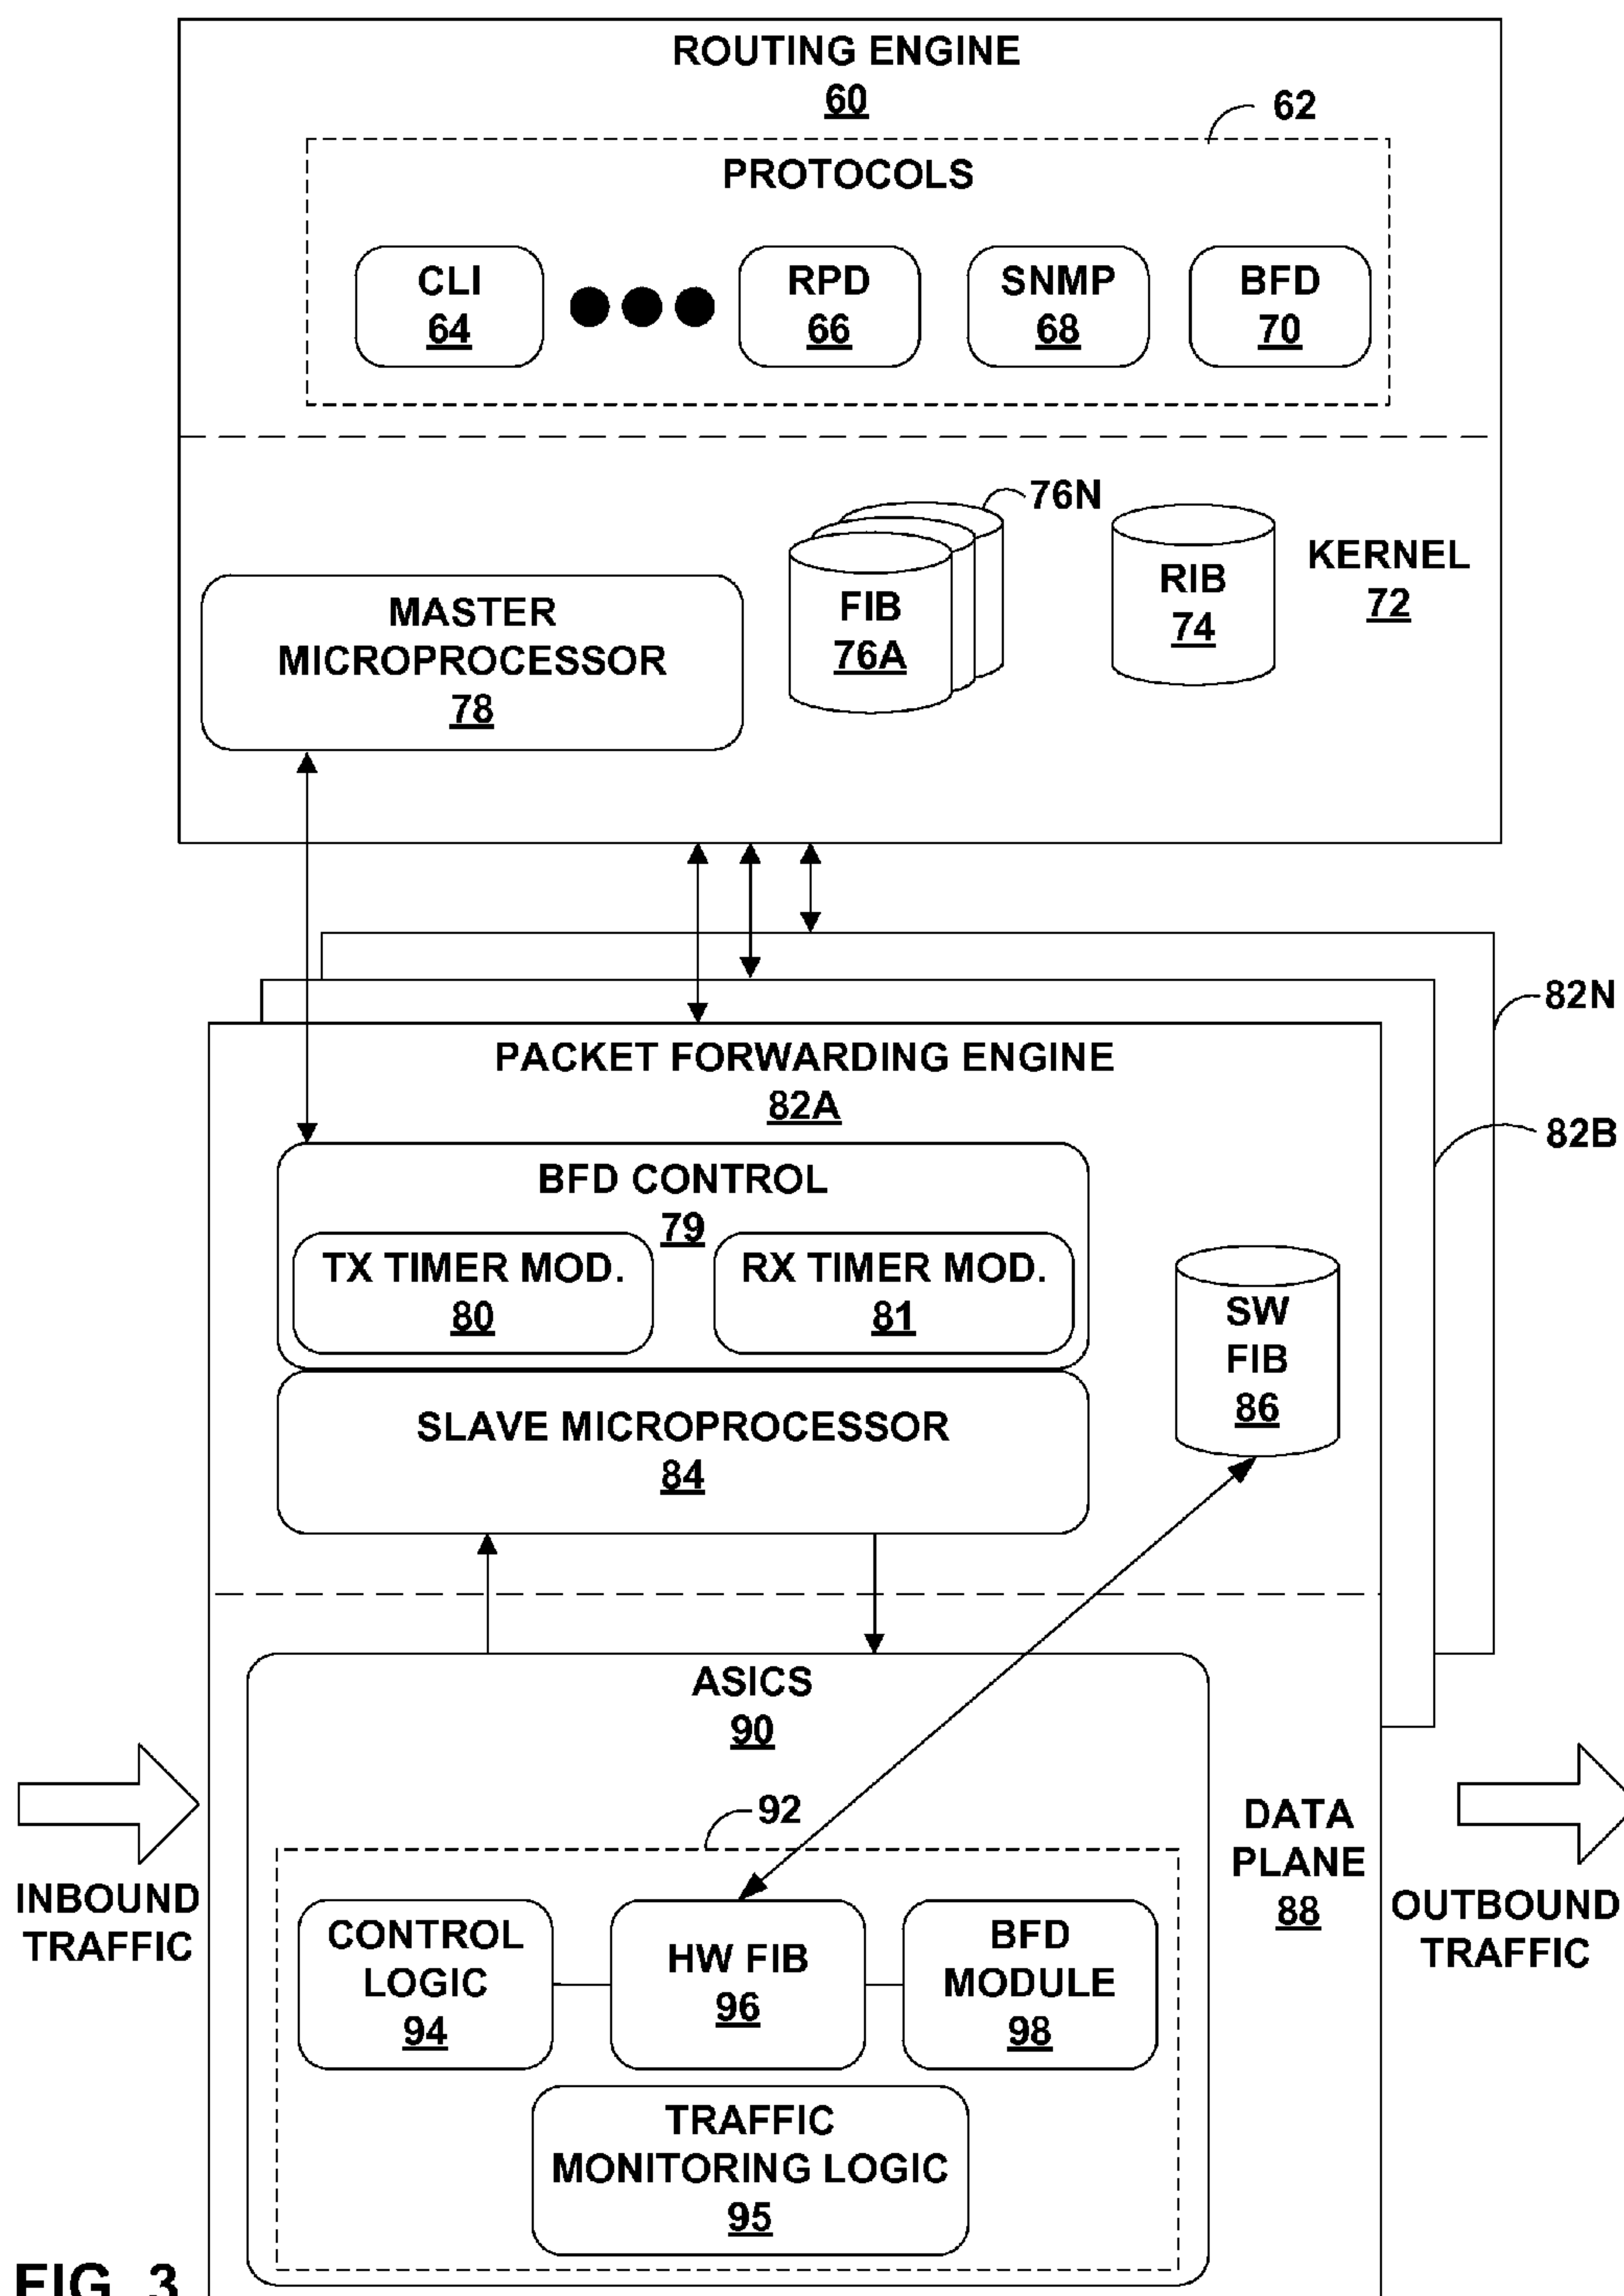 ROUTING ENGINE
60
62
PROTOCOLS
CLI
64
RPD
66
SNMP
68
BFD
70
76N
FIB
76A
RIB
74
KERNEL
72
MASTER
MICROPROCESSOR
78
82N
82B
PACKET FORWARDING ENGINE
82A
BFD CONTROL
79
TX TIMER MOD.
80
RX TIMER MOD.
81
SW
FIB
86
SLAVE MICROPROCESSOR
84
ASICS
90
92
DATA
PLANE
88
INBOUND
TRAFFIC
OUTBOUND
TRAFFIC
CONTROL
LOGIC
94
HW FIB
96
BFD
MODULE
98
TRAFFIC
MONITORING LOGIC
95
FIG. 3